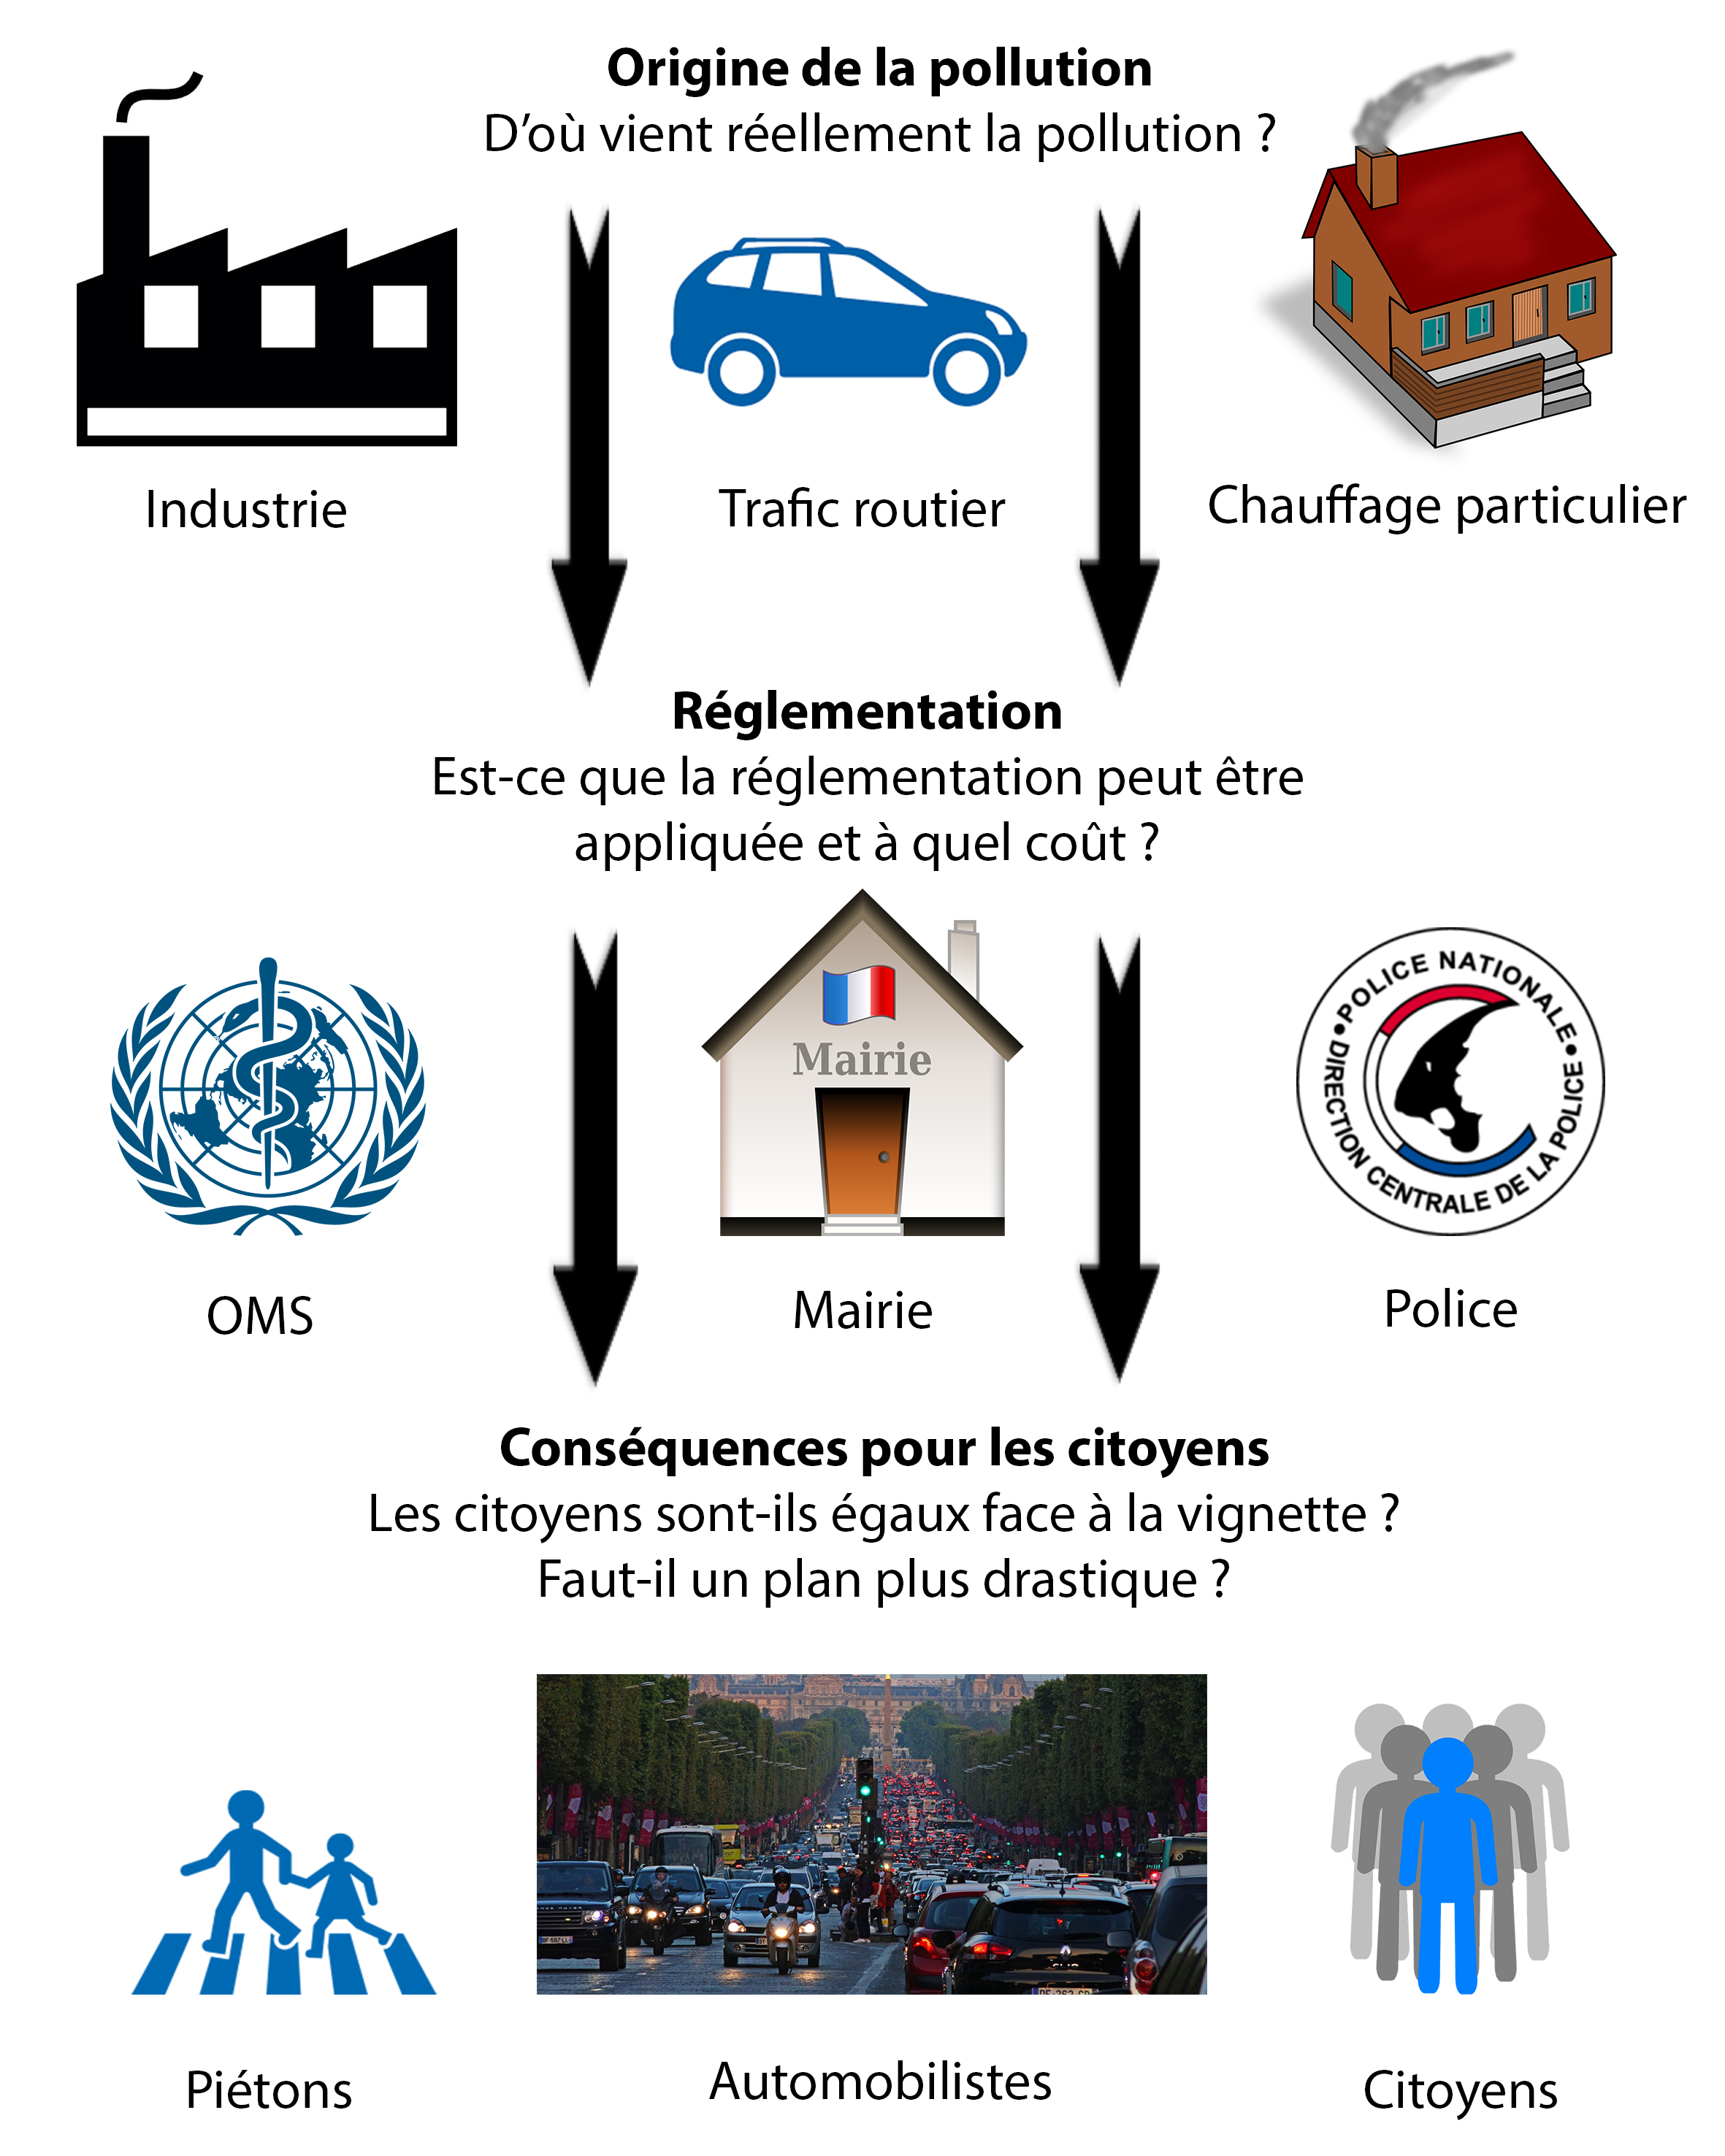 Origine de la pollution
D’où vient réellement la pollution ?
Industrie
Trafic routier
Chauffage particulier
Réglementation
Est-ce que la réglementation peut être
appliquée et à quel coût ?
Mairie
POLICE NATIONALE
DIRECTION CENTRALE DE LA POLICE
OMS
Mairie
Police
Conséquences pour les citoyens
Les citoyens sont-ils égaux face à la vignette ?
Faut-il un plan plus drastique ?
Piétons
Automobilistes
Citoyens